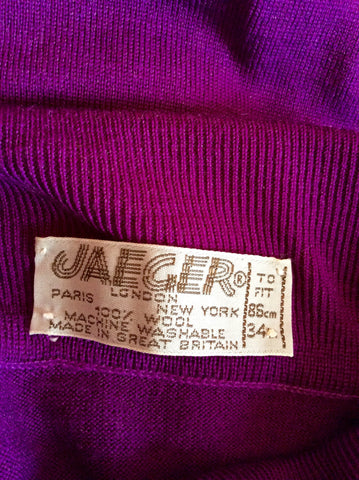 JAEGER®
PARIS LONDON NEW YORK
100% WOOL
MACHINE WASHABLE
MADE IN GREAT BRITAIN
TO
FIT
86cm
34